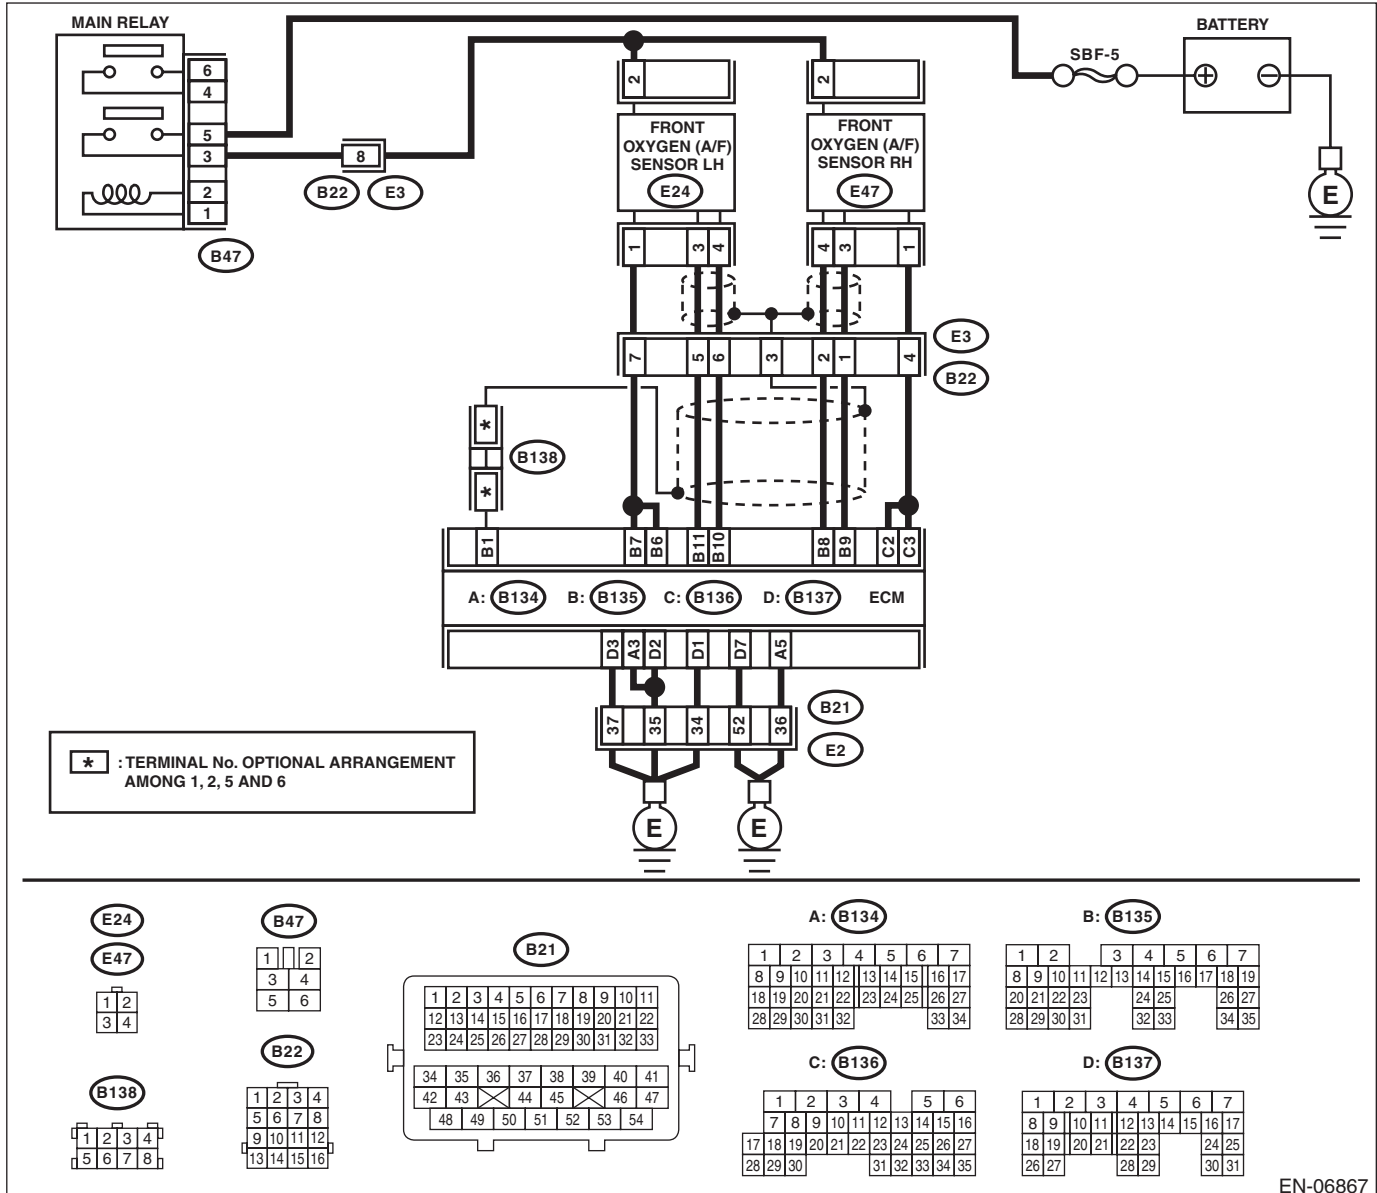 MAIN RELAY
BATTERY
SBF-5
6
4
5
3
2
1
8
B22 E3
B47
2
2
FRONT
OXYGEN (A/F)
SENSOR LH
E24
FRONT
OXYGEN (A/F)
SENSOR RH
E47
E
1 3 4
4 3 1
7 5 6 3 2 1 4
E3
B22
*
*
B138
B1 B7 B6 B11 B10 B8 B9 C2 C3
A: B134 B: B135 C: B136 D: B137 ECM
D3 A3 D2 D1 D7 A5
37 35 34 52 36
B21
E2
* : TERMINAL No. OPTIONAL ARRANGEMENT
AMONG 1, 2, 5 AND 6
E E
E24
E47
1 2
3 4
B138
1 2 3 4
5 6 7 8
B47
1 2
3 4
5 6
B22
1 2 3 4
5 6 7 8
9 10 11 12
13 14 15 16
B21
1 2 3 4 5 6 7 8 9 10 11
12 13 14 15 16 17 18 19 20 21 22
23 24 25 26 27 28 29 30 31 32 33
34 35 36 37 38 39 40 41
42 43 44 45 46 47
48 49 50 51 52 53 54
A: B134
1 2 3 4 5 6 7
8 9 10 11 12 13 14 15 16 17
18 19 20 21 22 23 24 25 26 27
28 29 30 31 32 33 34
B: B135
1 2 3 4 5 6 7
8 9 10 11 12 13 14 15 16 17 18 19
20 21 22 23 24 25 26 27
28 29 30 31 32 33 34 35
C: B136
1 2 3 4 5 6
7 8 9 10 11 12 13 14 15 16
17 18 19 20 21 22 23 24 25 26 27
28 29 30 31 32 33 34 35
D: B137
1 2 3 4 5 6 7
8 9 10 11 12 13 14 15 16 17
18 19 20 21 22 23 24 25
26 27 28 29 30 31
EN-06867